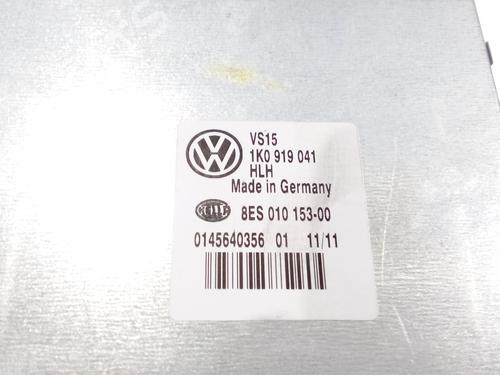 VS15
1K0 919 041
HLH
Made in Germany
8ES 010 153-00
0145640356 01 11/11